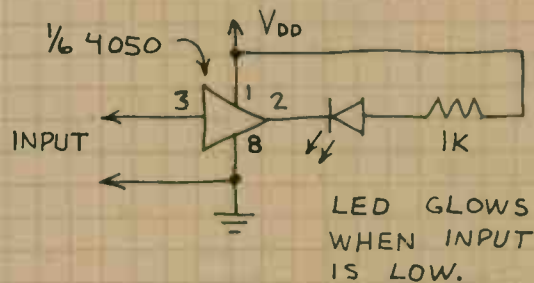 VDD
1/6 4050
3
1
2
8
INPUT
1K
LED GLOWS
WHEN INPUT
IS LOW.